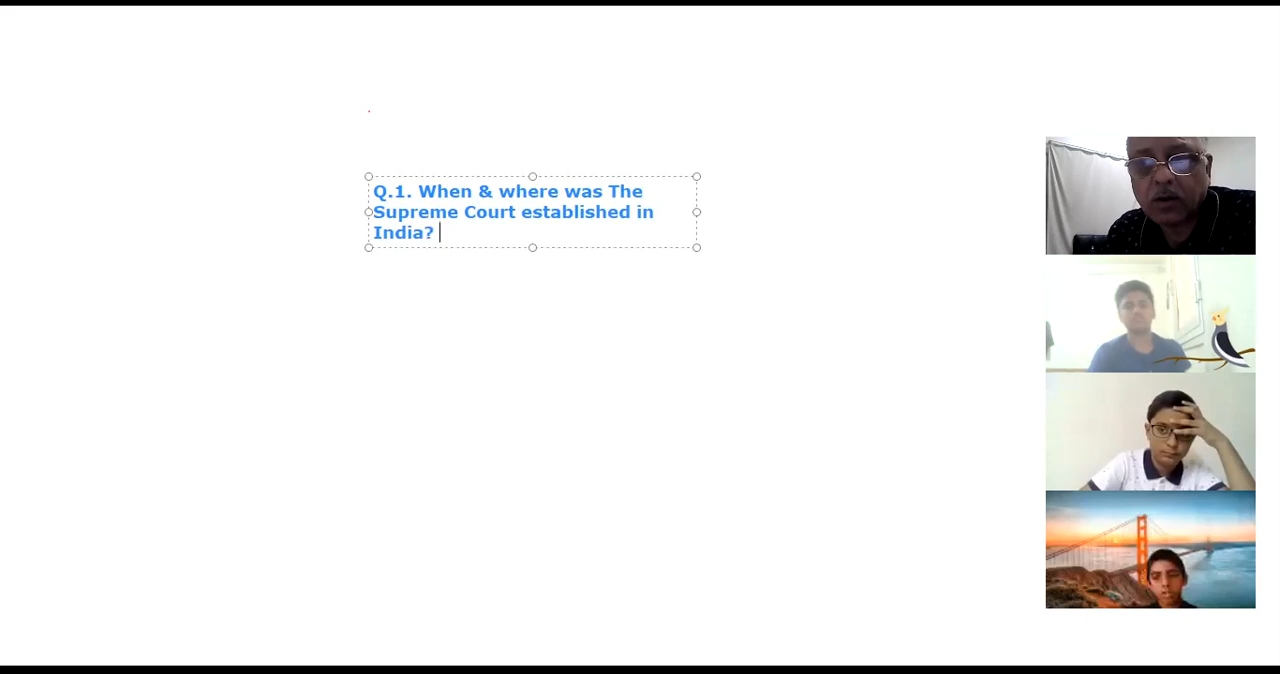 Q.1. When & where was The
Supreme Court established in
India?